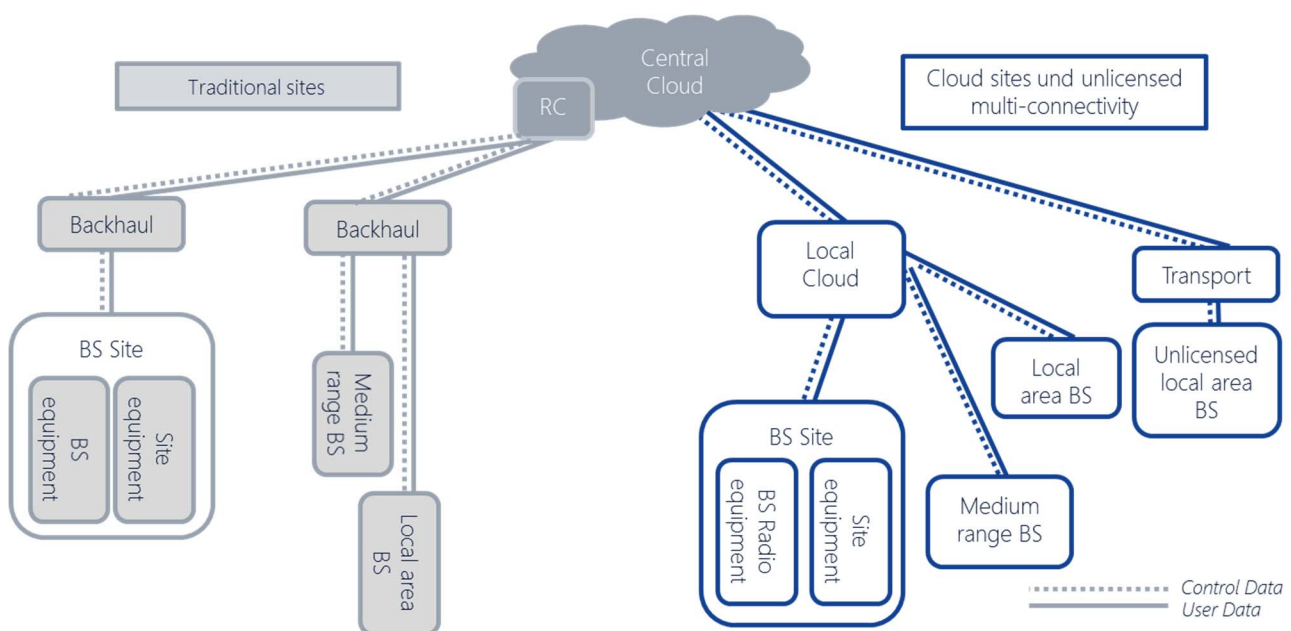 Central
Cloud
RC
Traditional sites
Cloud sites und unlicensed
multi-connectivity
Backhaul
Backhaul
BS Site
BS
equipment
Site
equipment
Medium
range BS
Local area
BS
Local
Cloud
Transport
BS Site
BS Radio
equipment
Site
equipment
Medium
range BS
Local
area BS
Unlicensed
local area
BS
Control Data
User Data